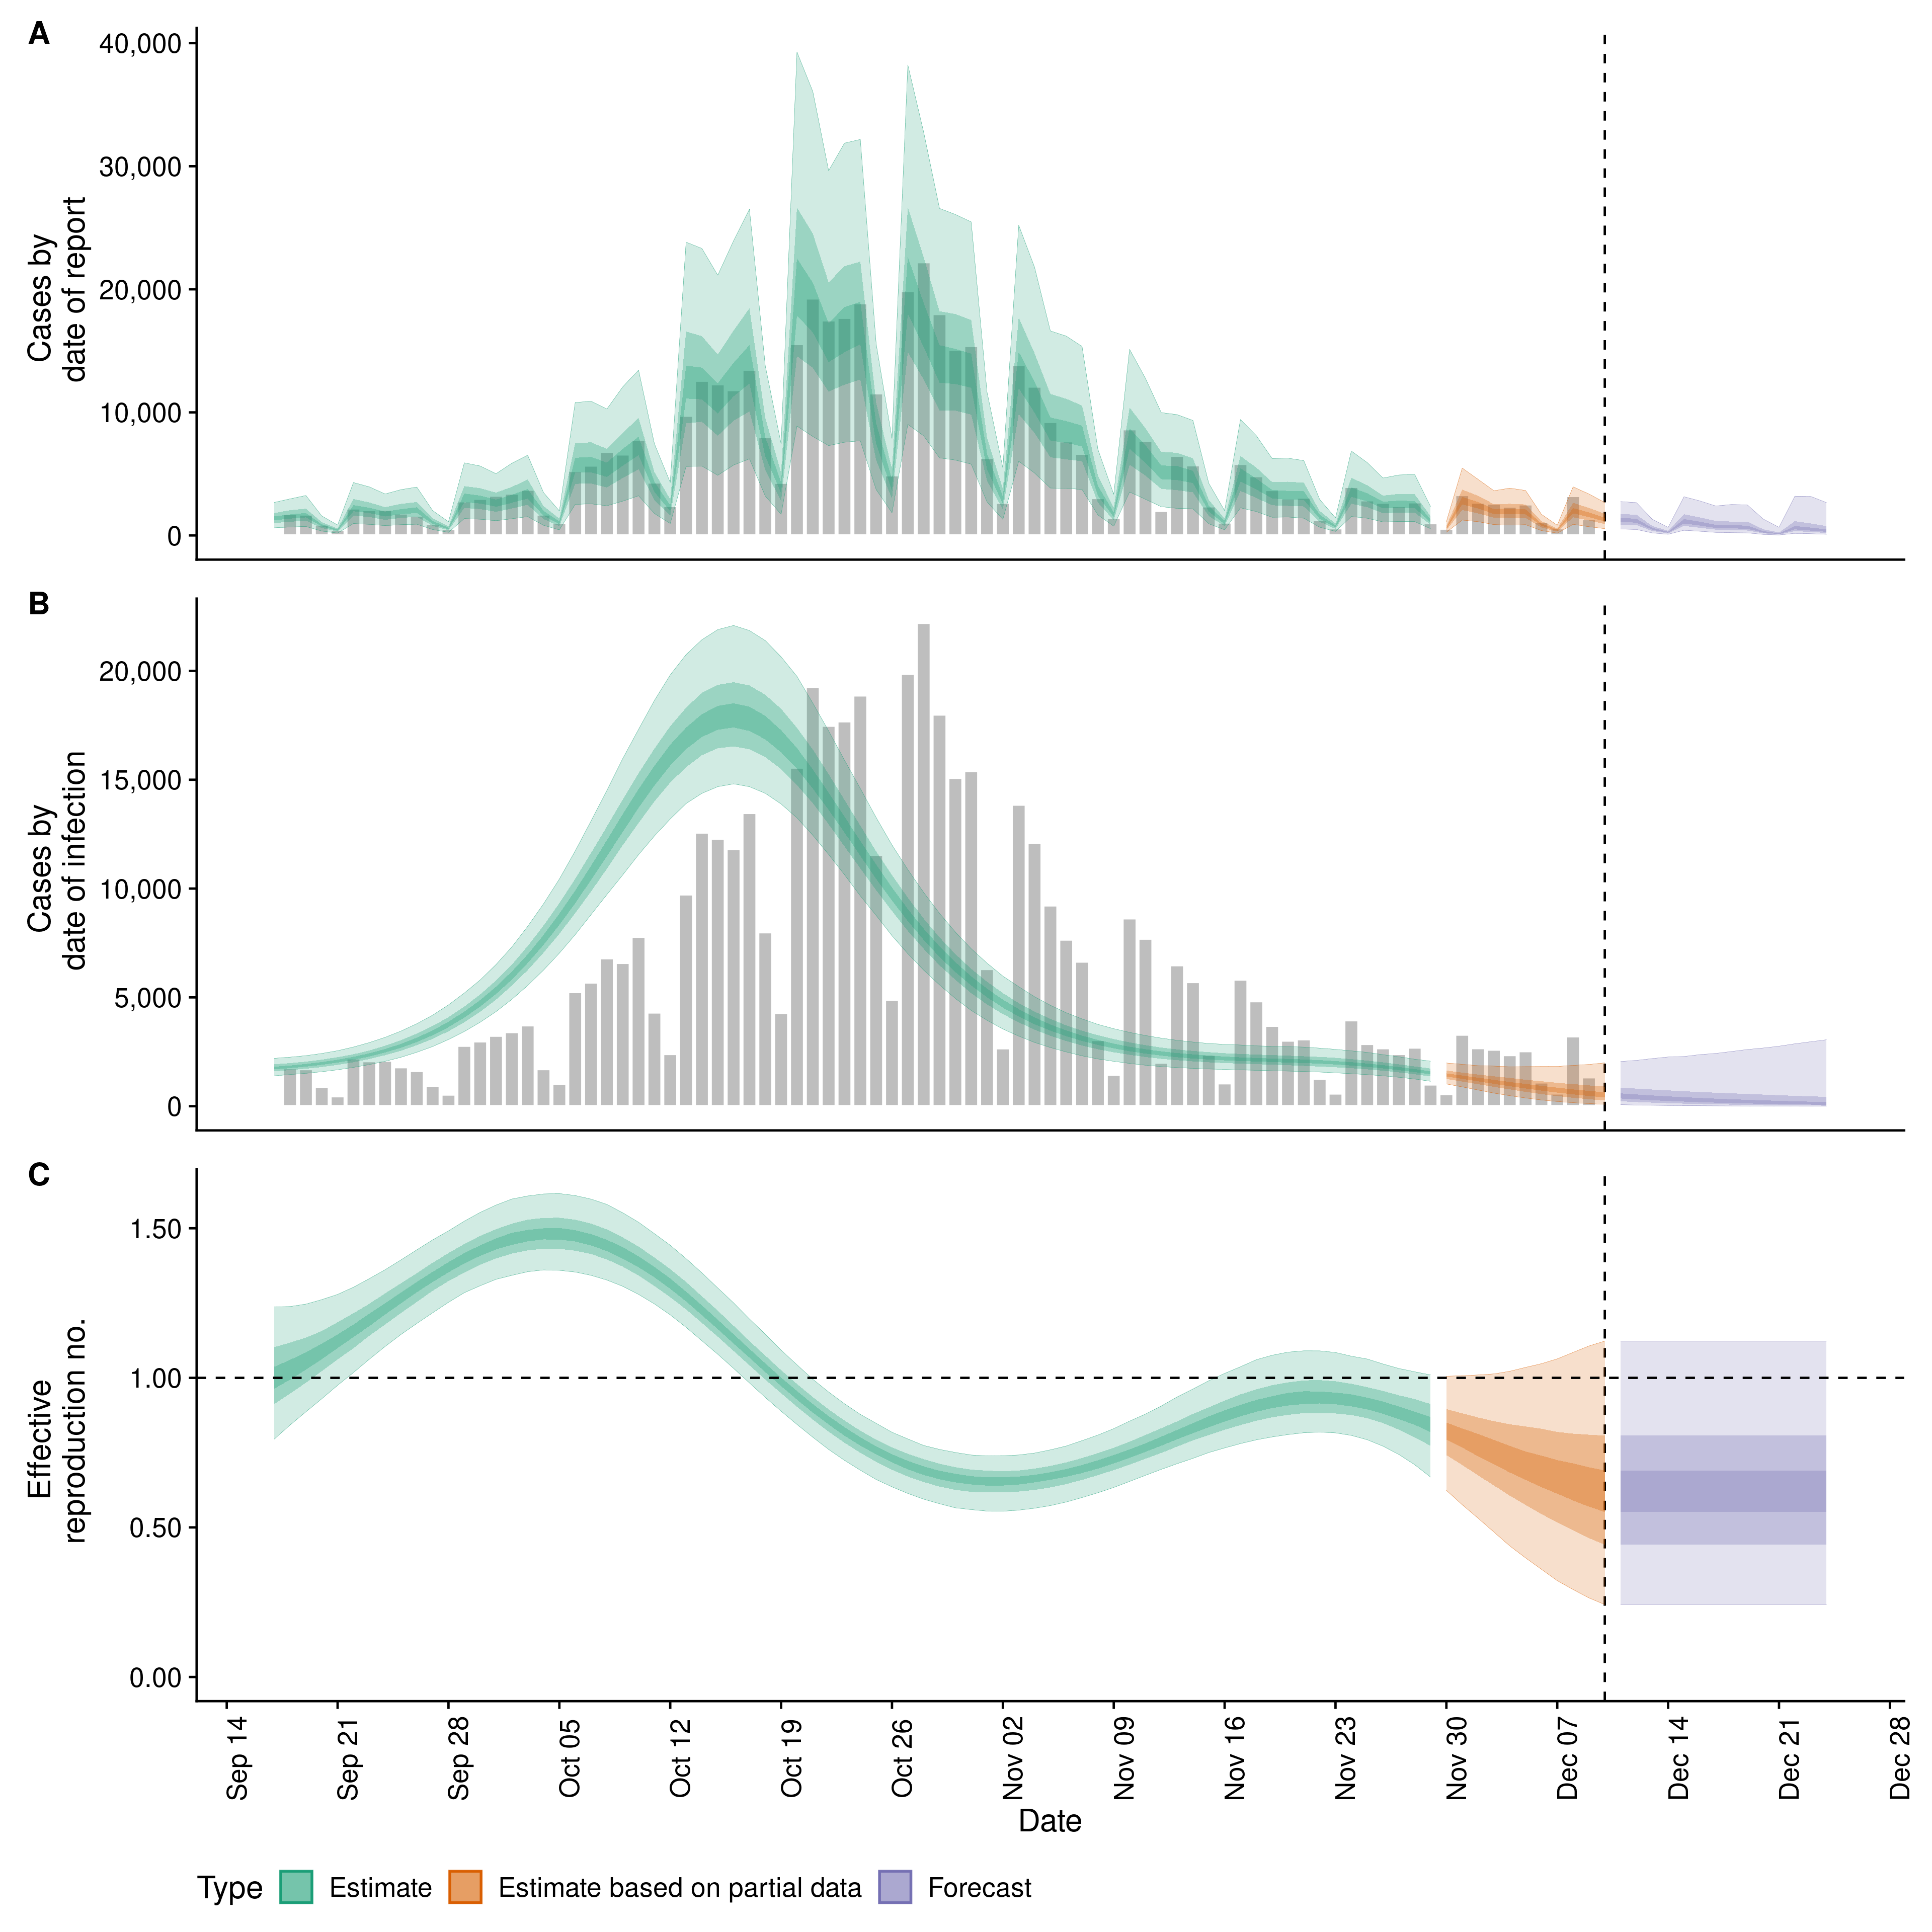 A
Cases by
date of report
40,000
30,000
20,000
10,000
0
B
Cases by
date of infection
20,000
15,000
10,000
5,000
0
C
Effective
reproduction no.
1.50
1.00
0.50
0.00
Sep 14
Sep 21
Sep 28
Oct 05
Oct 12
Oct 19
Oct 26
Nov 02
Nov 09
Nov 16
Nov 23
Nov 30
Dec 07
Dec 14
Dec 21
Dec 28
Date
Type Estimate Estimate based on partial data Forecast